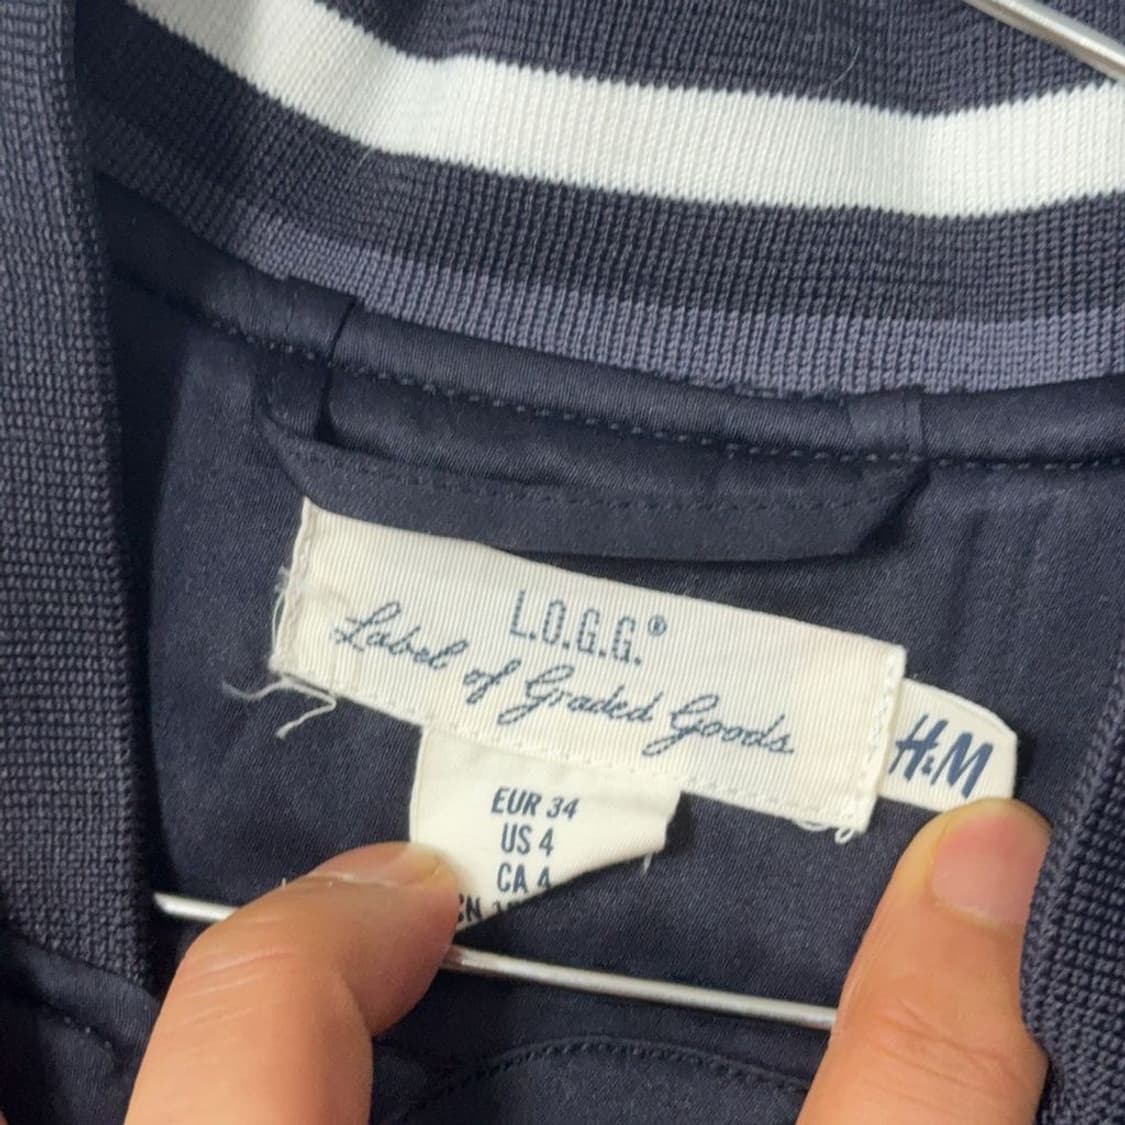 L.O.G.G.®
Label of Graded Goods
H&M
EUR 34
US 4
CA 4